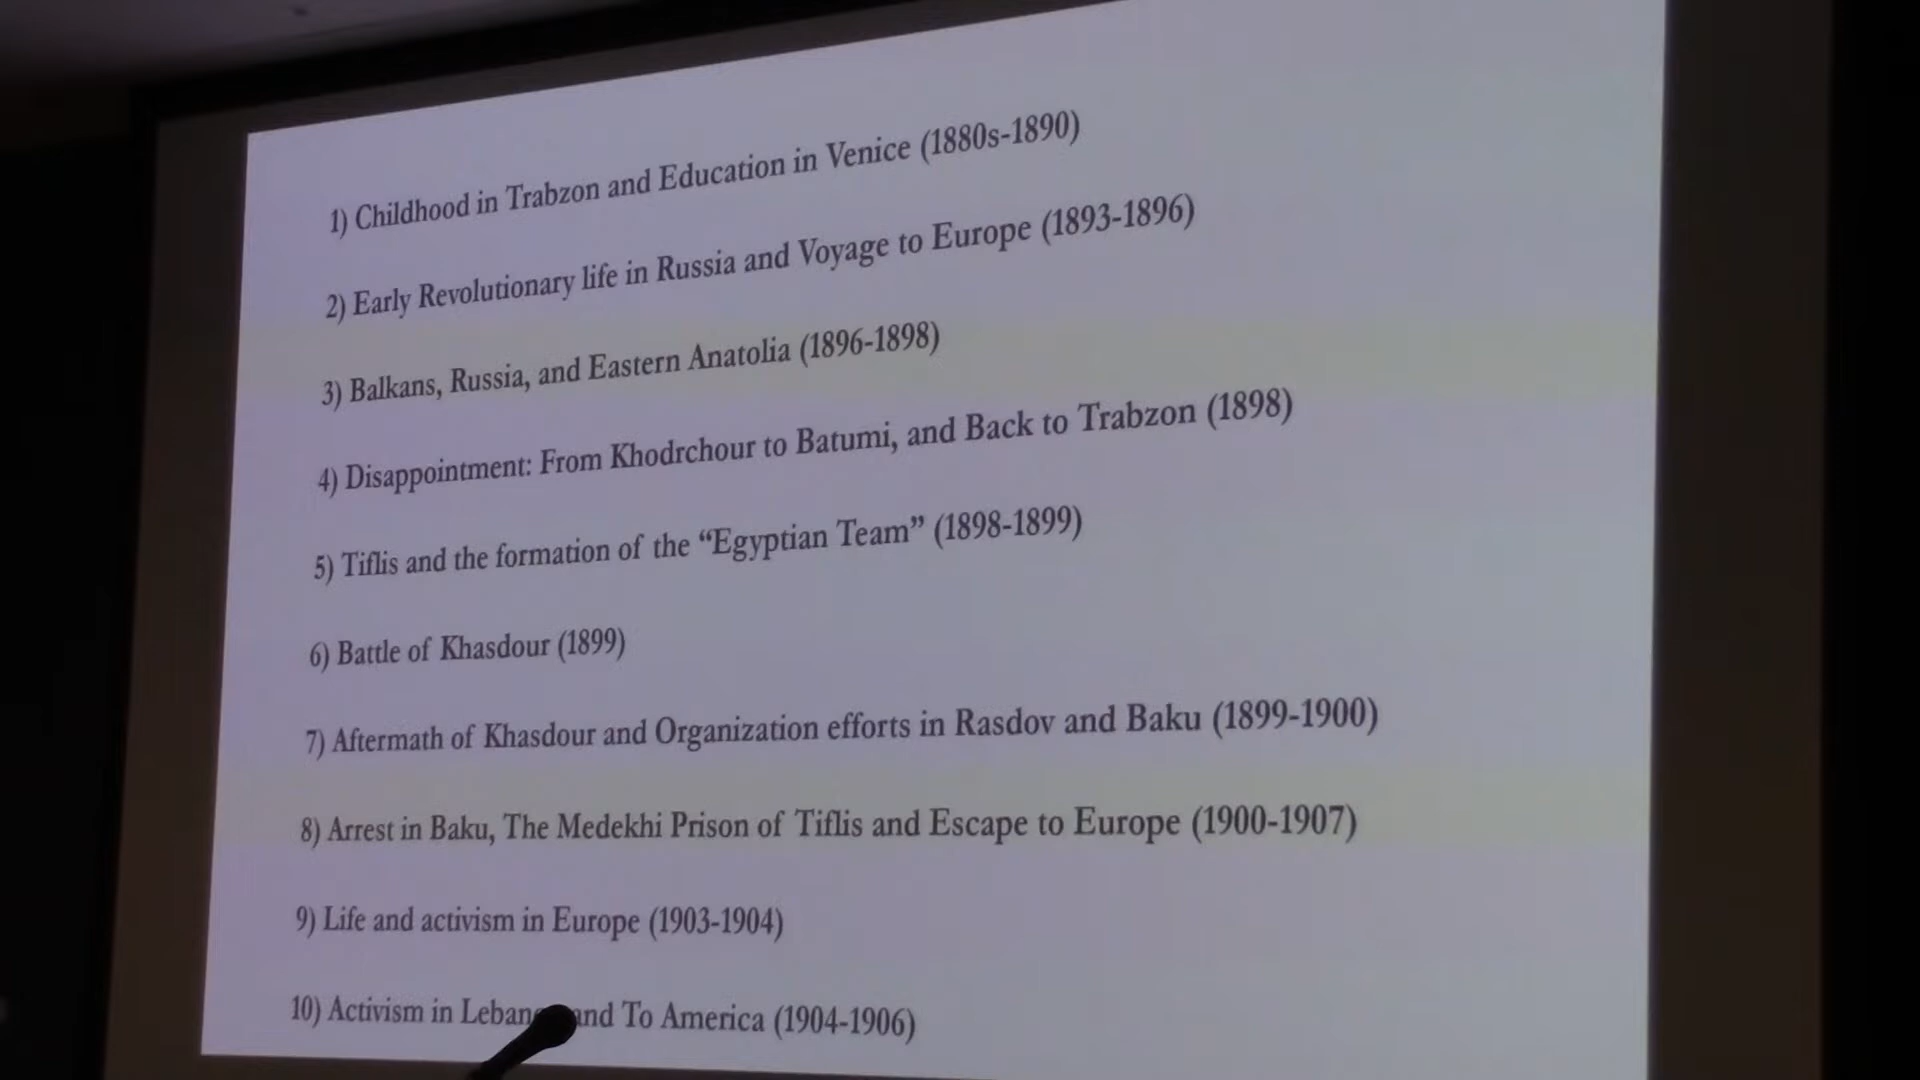 1) Childhood in Trabzon and Education in Venice (1880s-1890)
2) Early Revolutionary life in Russia and Voyage to Europe (1893-1896)
3) Balkans, Russia, and Eastern Anatolia (1896-1898)
4) Disappointment: From Khodrchour to Batumi, and Back to Trabzon (1898)
5) Tiflis and the formation of the “Egyptian Team” (1898-1899)
6) Battle of Khasdour (1899)
7) Aftermath of Khasdour and Organization efforts in Rasdov and Baku (1899-1900)
8) Arrest in Baku, The Medekhi Prison of Tiflis and Escape to Europe (1900-1907)
9) Life and activism in Europe (1903-1904)
10) Activism in and To America (1904-1906)